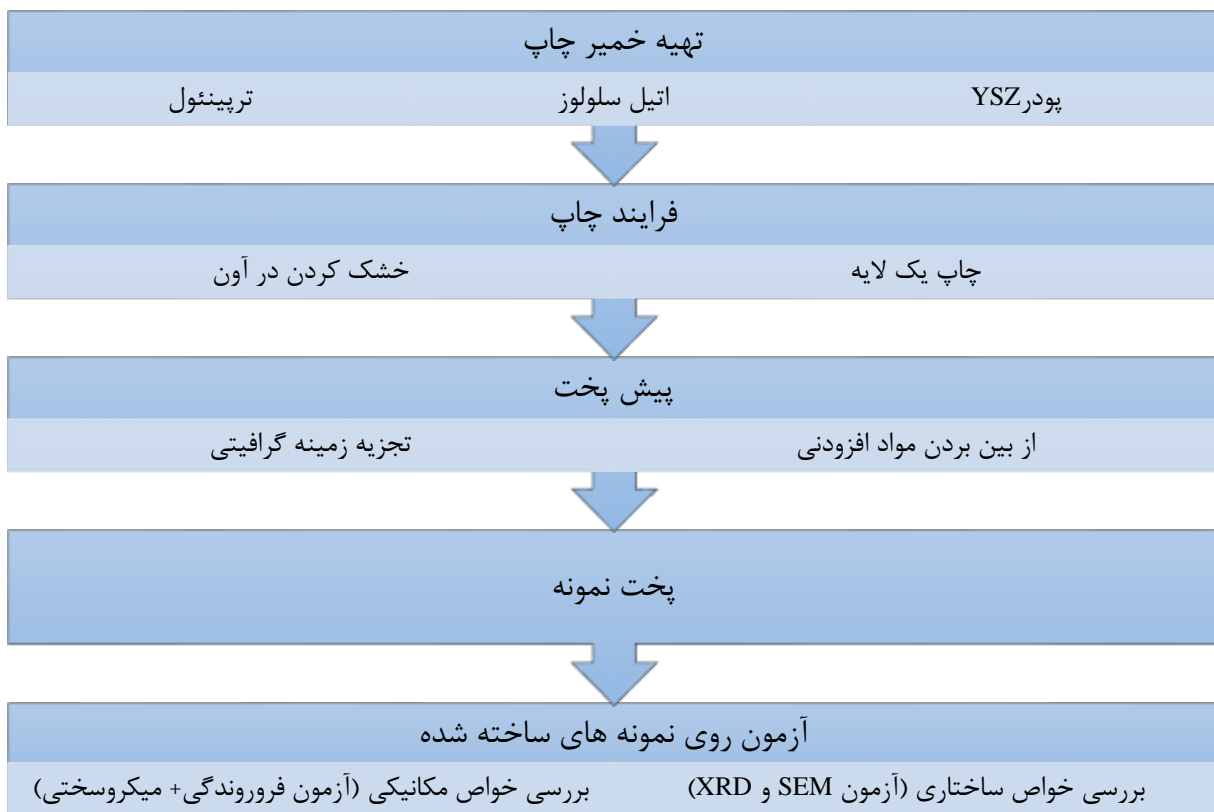 تهیه خمیر چاپ
پودرYSZ اتیل سلولوز ترپینئول
فرایند چاپ
چاپ یک لایه خشک کردن در آون
پیش پخت
از بین بردن مواد افزودنی تجزیه زمینه گرافیتی
پخت نمونه
آزمون روی نمونه های ساخته شده
بررسی خواص ساختاری (آزمون SEM و XRD) بررسی خواص مکانیکی (آزمون فروروندگی+ میکروسختی)